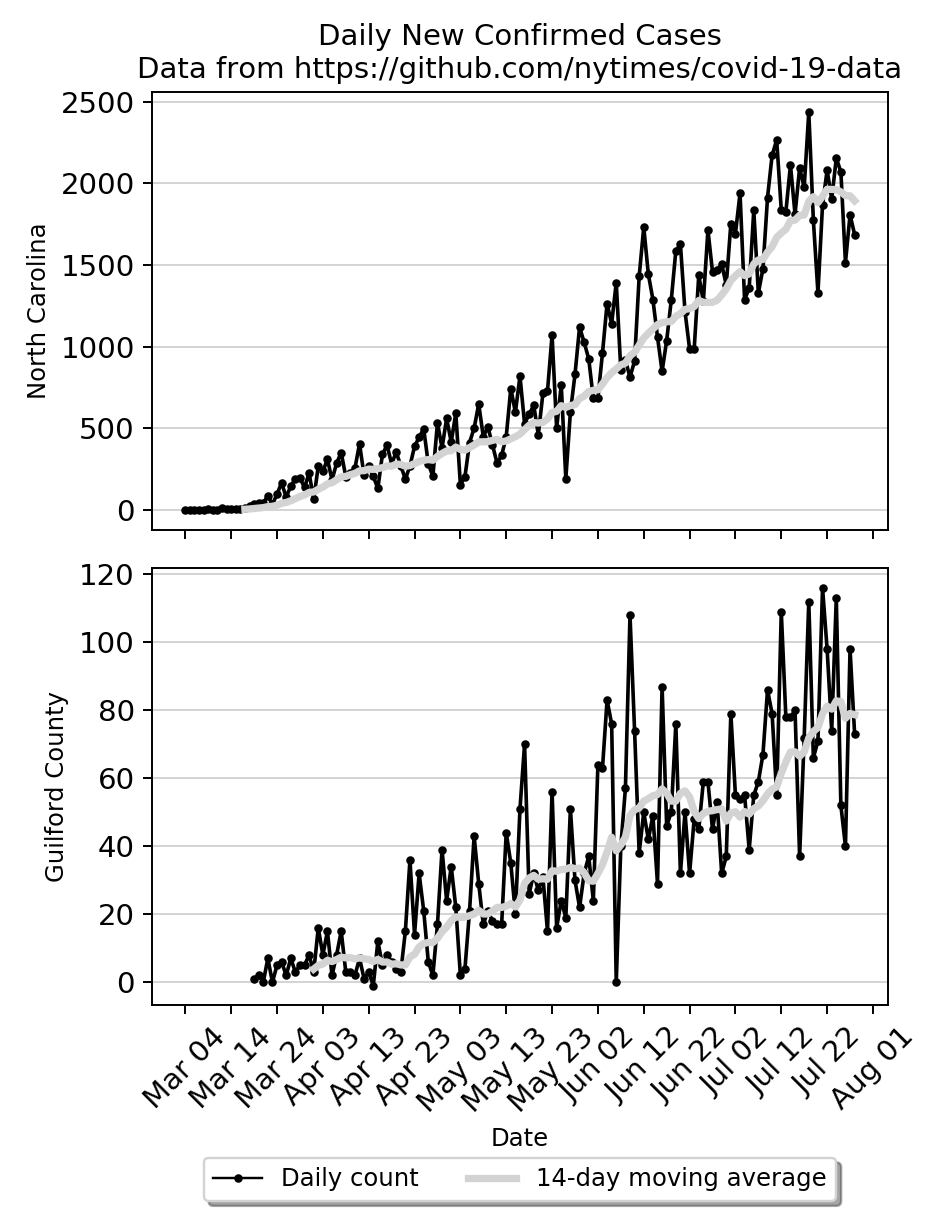 Daily New Confirmed Cases
Data from https://github.com/nytimes/covid-19-data
2500
2000
1500
1000
500
0
North Carolina
120
100
80
60
40
20
0
Guilford County
Mar 04
Mar 14
Mar 24
Apr 03
Apr 13
Apr 23
May 03
May 13
May 23
Jun 02
Jun 12
Jun 22
Jul 02
Jul 12
Jul 22
Aug 01
Date
Daily count
14-day moving average